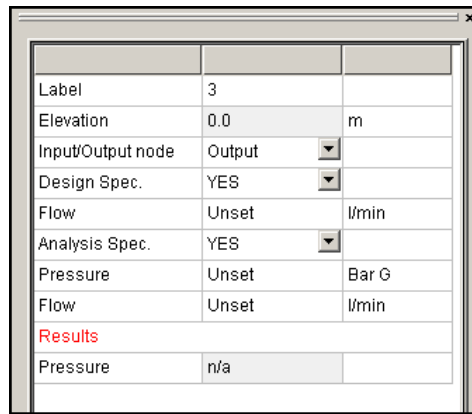 Label 3
Elevation 0.0 m
Input/Output node Output
Design Spec. YES
Flow Unset l/min
Analysis Spec. YES
Pressure Unset Bar G
Flow Unset l/min
Results
Pressure n/a